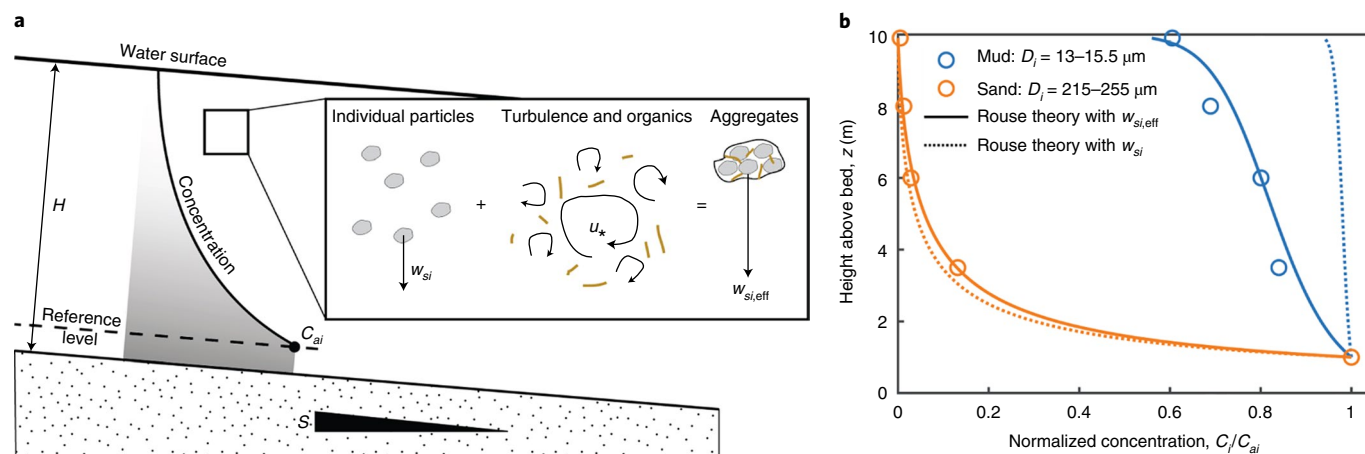 a
Water surface
H
Concentration
Reference
level
C_ai
S
Individual particles
Turbulence and organics
Aggregates
+
u_*
=
w_si
w_si,eff
b
10
8
6
4
2
0
Height above bed, z (m)
Mud: D_i = 13–15.5 μm
Sand: D_i = 215–255 μm
Rouse theory with w_si,eff
Rouse theory with w_si
0 0.2 0.4 0.6 0.8 1
Normalized concentration, C_i/C_ai